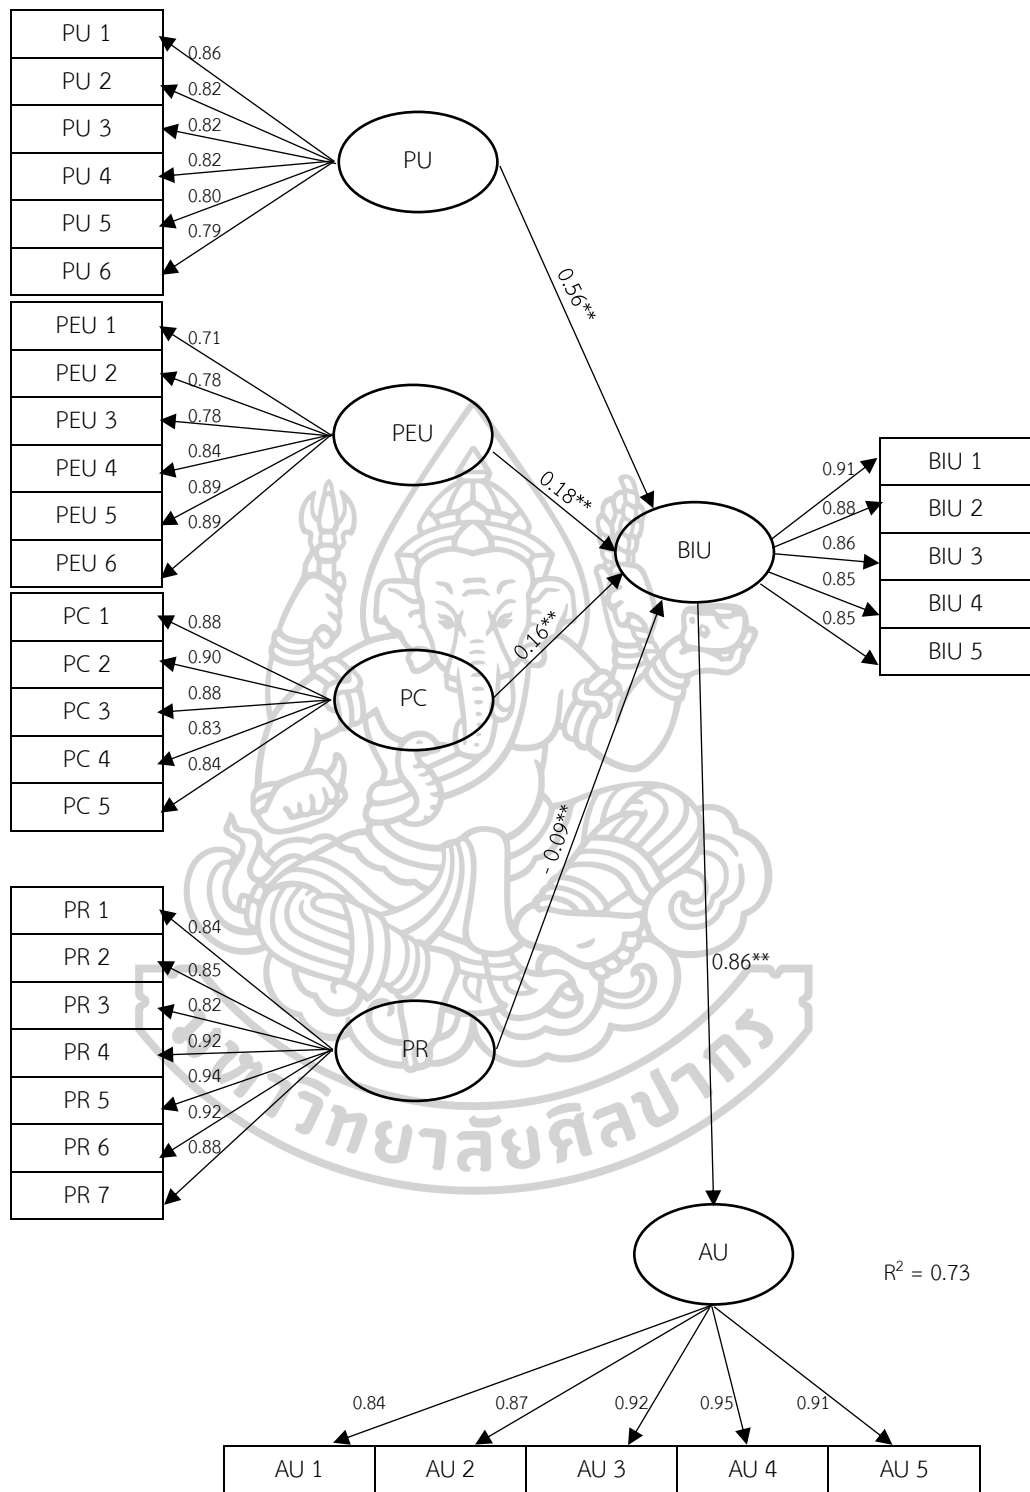 PU 1
PU 2
PU 3
PU 4
PU 5
PU 6
0.86
0.82
0.82
0.82
0.80
0.79
PU
0.56**
PEU 1
PEU 2
PEU 3
PEU 4
PEU 5
PEU 6
0.71
0.78
0.78
0.84
0.89
0.89
PEU
0.18**
PC 1
PC 2
PC 3
PC 4
PC 5
0.88
0.90
0.88
0.83
0.84
PC
0.16**
PR 1
PR 2
PR 3
PR 4
PR 5
PR 6
PR 7
0.84
0.85
0.82
0.92
0.94
0.92
0.88
PR
- 0.09**
BIU
0.91
0.88
0.86
0.85
0.85
BIU 1
BIU 2
BIU 3
BIU 4
BIU 5
0.86**
มหาวิทยาลัยศิลปากร
AU
R² = 0.73
0.84
0.87
0.92
0.95
0.91
AU 1
AU 2
AU 3
AU 4
AU 5